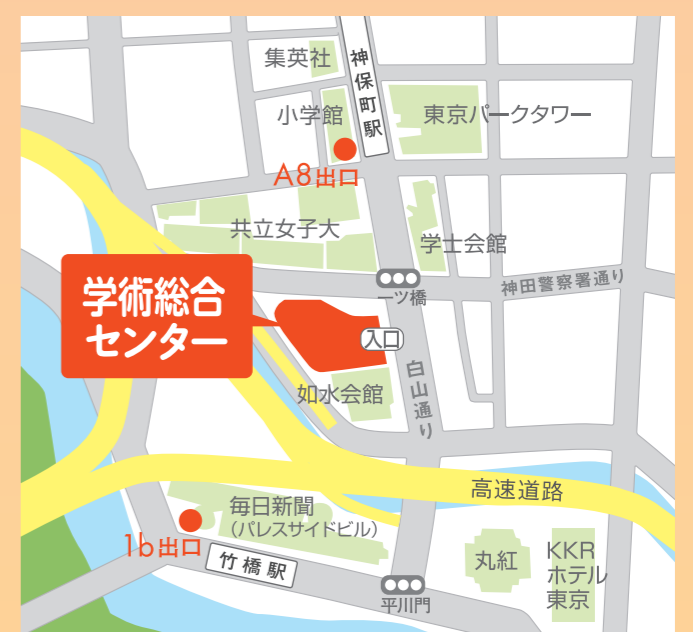 集英社
神保町駅
小学館
東京パークタワー
A8出口
共立女子大
学士会館
学術総合
センター
一ツ橋
神田警察署通り
入口
如水会館
白山通り
高速道路
毎日新聞
(パレスサイドビル)
1b出口
竹橋駅
丸紅
KKR
ホテル
東京
平川門